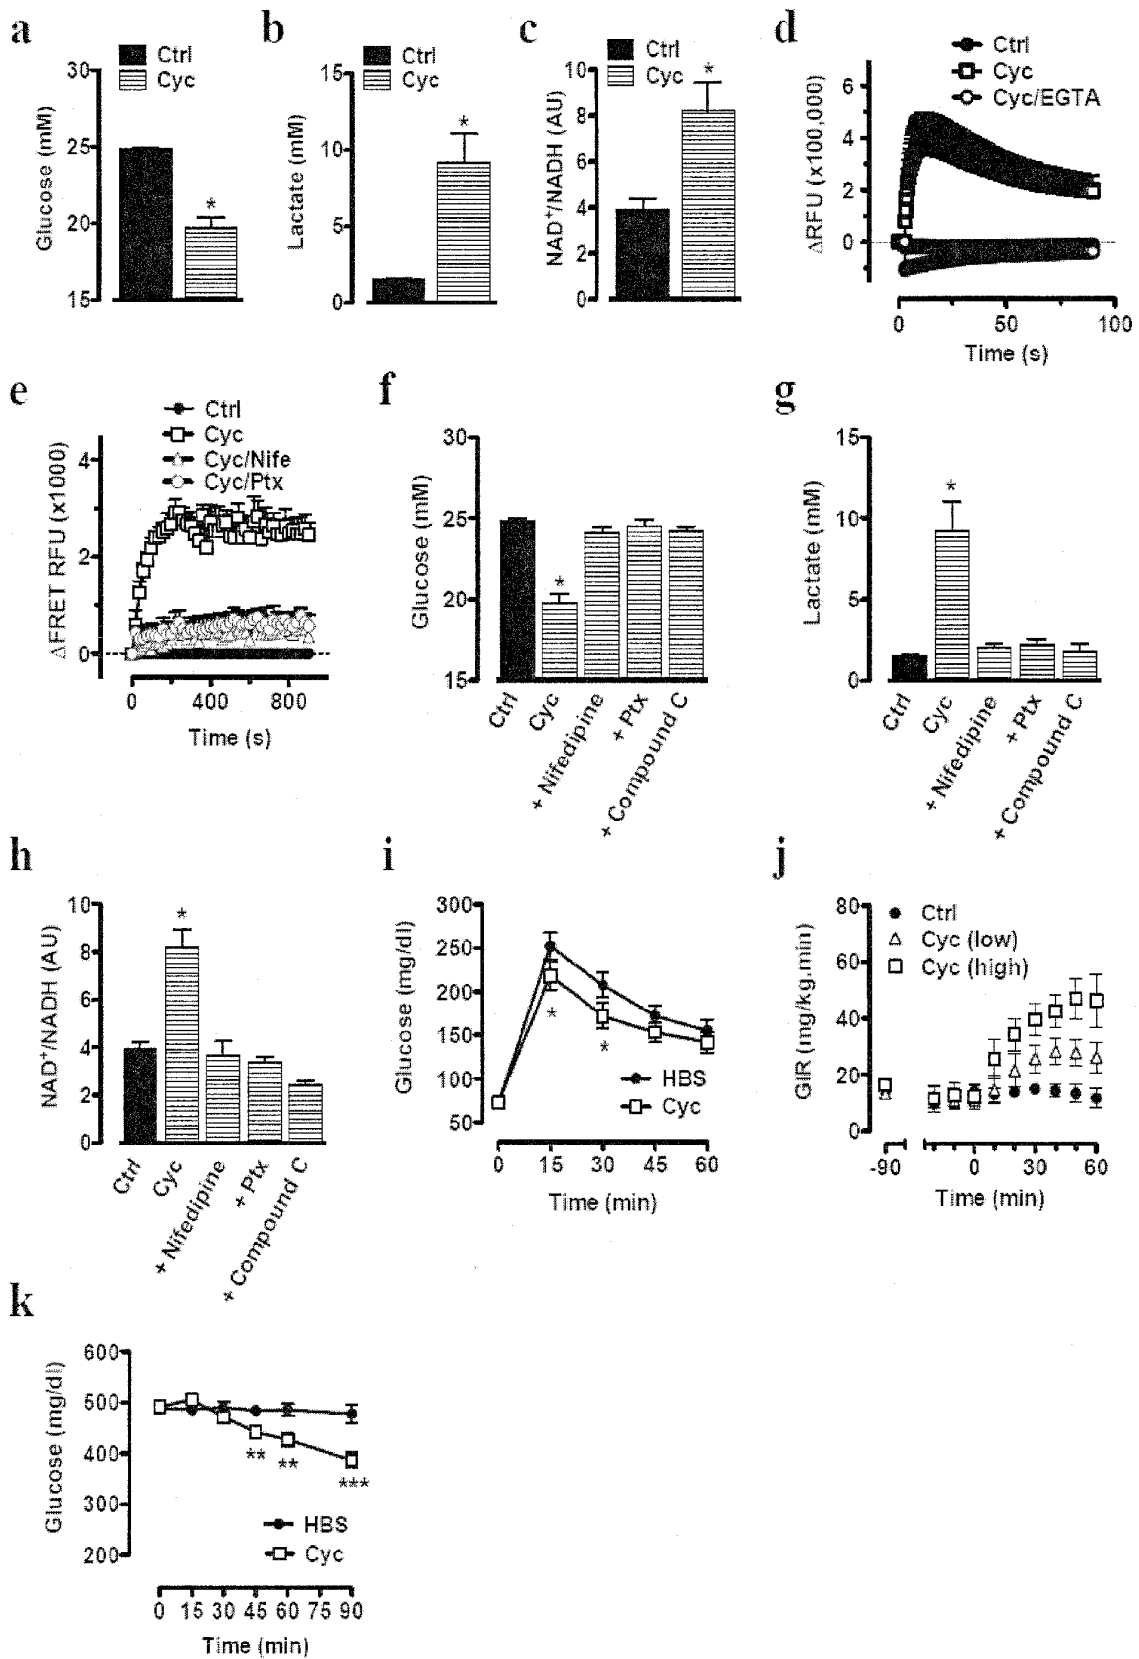 a
Ctrl
Cyc
Glucose (mM)
30
25
20
15
*
b
Ctrl
Cyc
Lactate (mM)
15
10
5
0
*
c
Ctrl
Cyc
NAD+/NADH (AU)
10
8
6
4
2
0
*
d
Ctrl
Cyc
Cyc/EGTA
ΔRFU (x100,000)
6
4
2
0
0 50 100
Time (s)
e
Ctrl
Cyc
Cyc/Nife
Cyc/Ptx
ΔFRET RFU (x1000)
4
2
0
0 400 800
Time (s)
f
Glucose (mM)
30
25
20
15
*
Ctrl
Cyc
+ Nifedipine
+ Ptx
+ Compound C
g
Lactate (mM)
15
10
5
0
*
Ctrl
Cyc
+ Nifedipine
+ Ptx
+ Compound C
h
NAD+/NADH (AU)
10
8
6
4
2
0
*
Ctrl
Cyc
+ Nifedipine
+ Ptx
+ Compound C
i
Glucose (mg/dl)
300
250
200
150
100
50
*
*
HBS
Cyc
0 15 30 45 60
Time (min)
j
Ctrl
Cyc (low)
Cyc (high)
GIR (mg/kg.min)
80
60
40
20
0
-90 0 30 60
Time (min)
k
Glucose (mg/dl)
600
500
400
300
200
**
**
***
HBS
Cyc
0 15 30 45 60 75 90
Time (min)